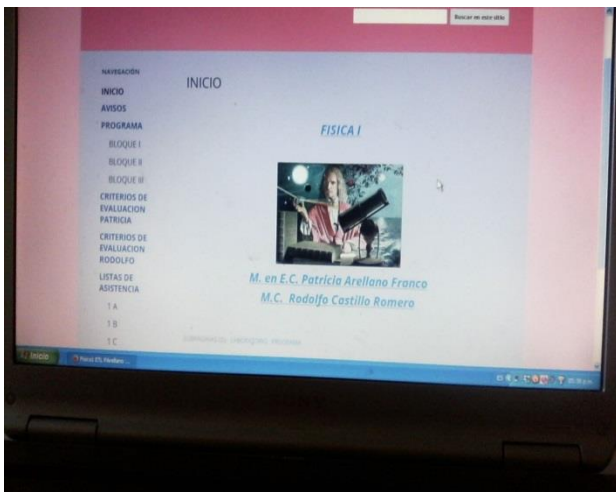 Buscar en este sitio
NAVEGACIÓN
INICIO
AVISOS
PROGRAMA
BLOQUE I
BLOQUE II
BLOQUE III
CRITERIOS DE
EVALUACION
PATRICIA
CRITERIOS DE
EVALUACION
RODOLFO
LISTAS DE
ASISTENCIA
1 A
1 B
1 C
INICIO
FISICA I
M. en E.C. Patricia Arellano Franco
M.C. Rodolfo Castillo Romero
Inicio